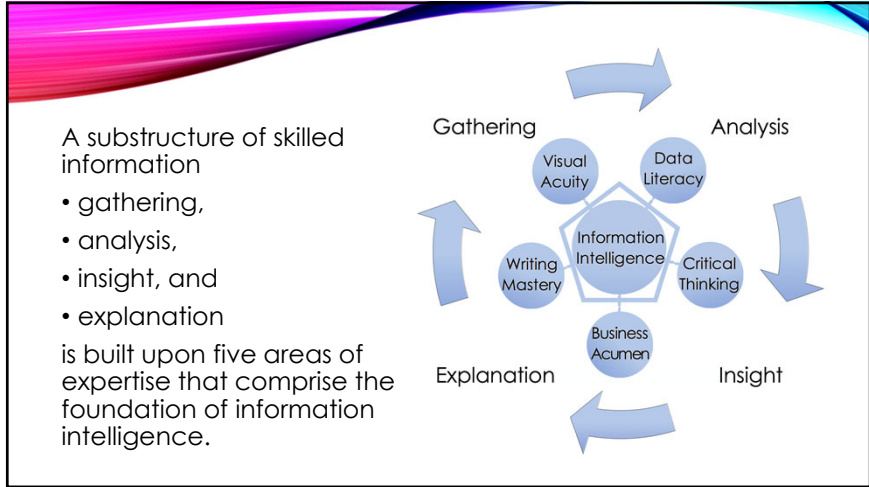 A substructure of skilled
information
• gathering,
• analysis,
• insight, and
• explanation
is built upon five areas of
expertise that comprise the
foundation of information
intelligence.
Gathering
Analysis
Visual
Acuity
Data
Literacy
Information
Intelligence
Writing
Mastery
Critical
Thinking
Business
Acumen
Explanation
Insight